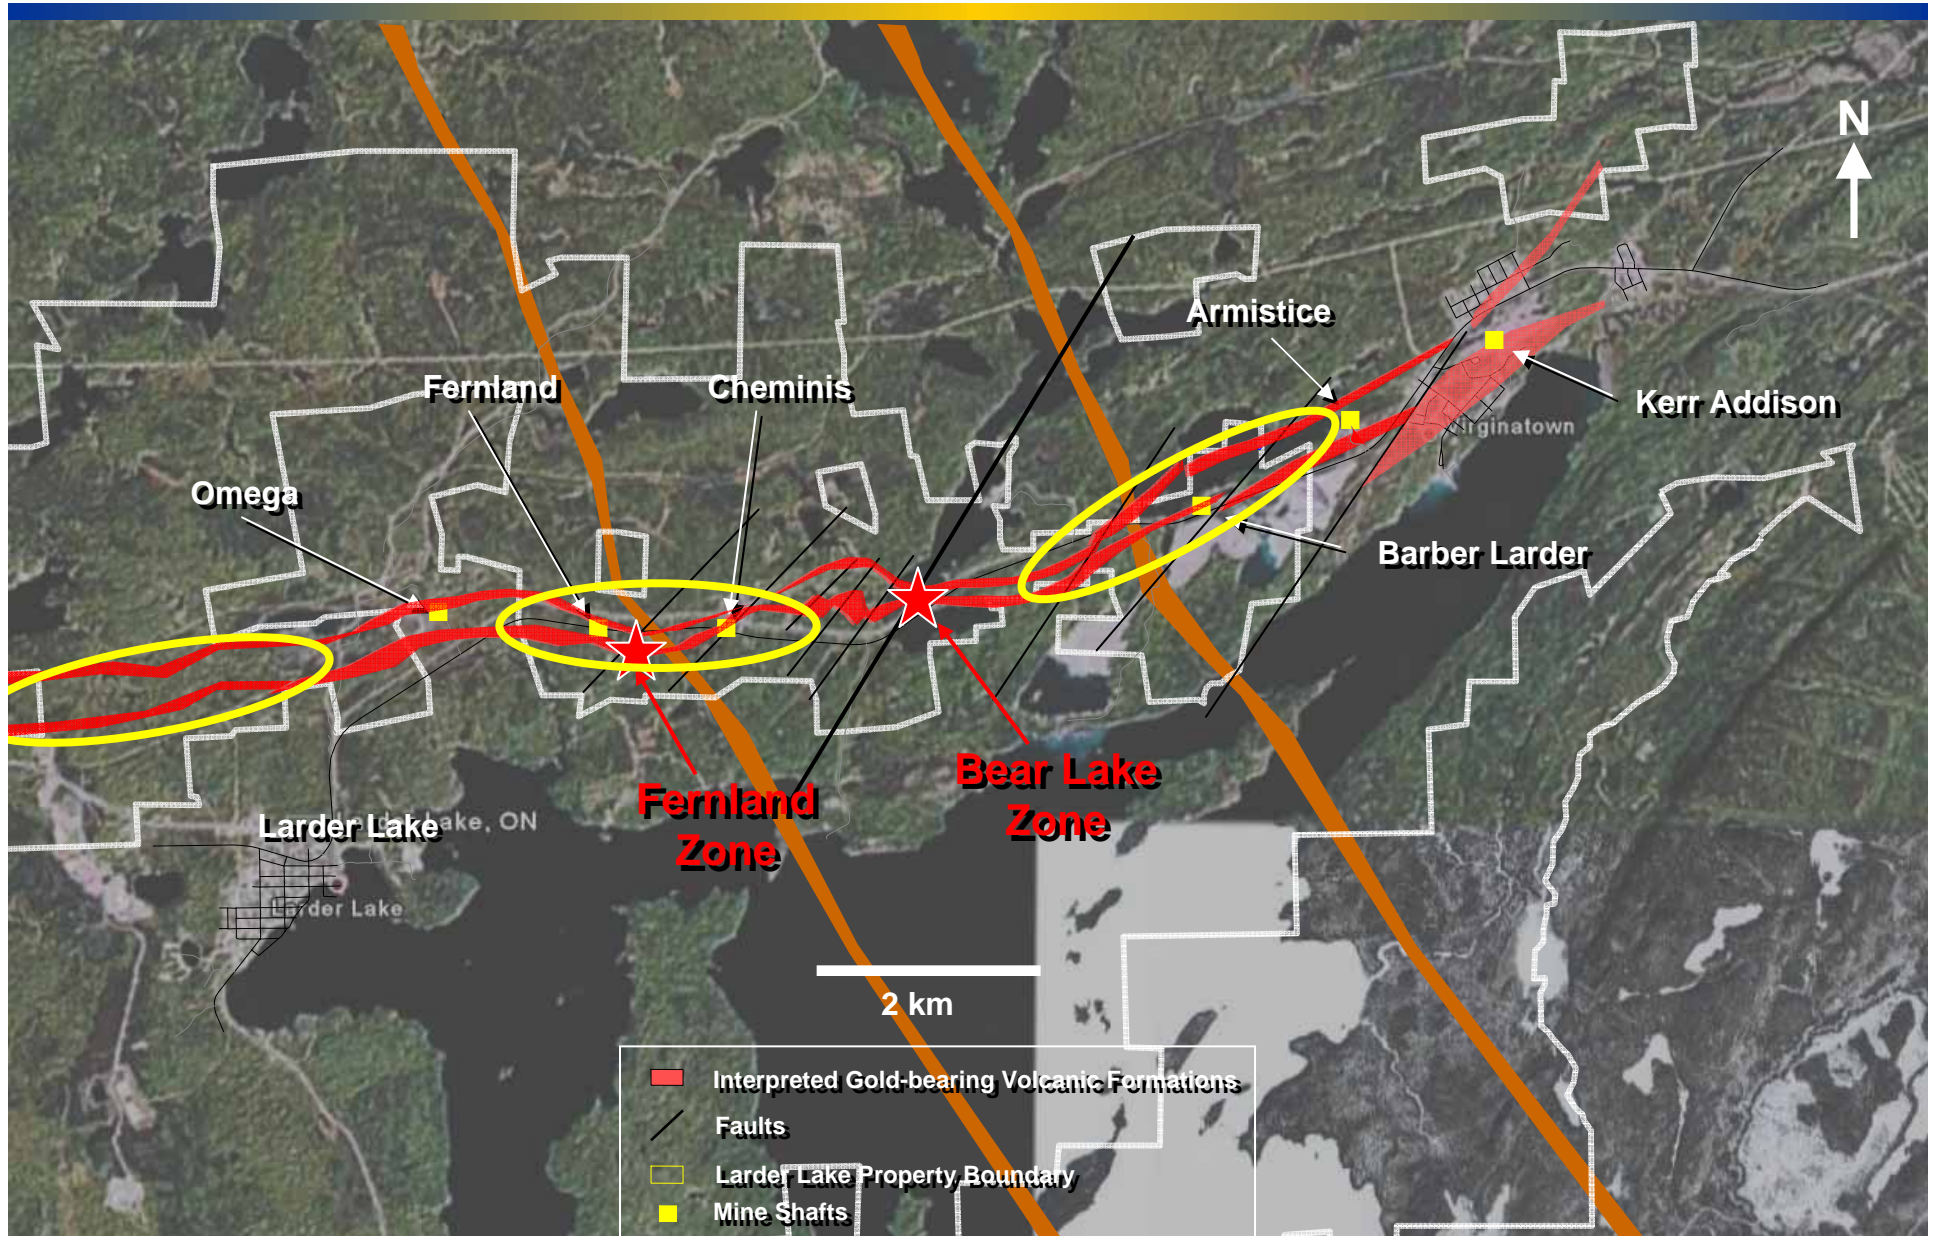 N
Armistice
Fernland
Cheminis
Kerr Addison
Virginatown
Omega
Barber Larder
Bear Lake
Zone
Fernland
Zone
Larder Lake
Larder Lake, ON
Larder Lake
2 km
Interpreted Gold-bearing Volcanic Formations
Faults
Larder Lake Property Boundary
Mine Shafts